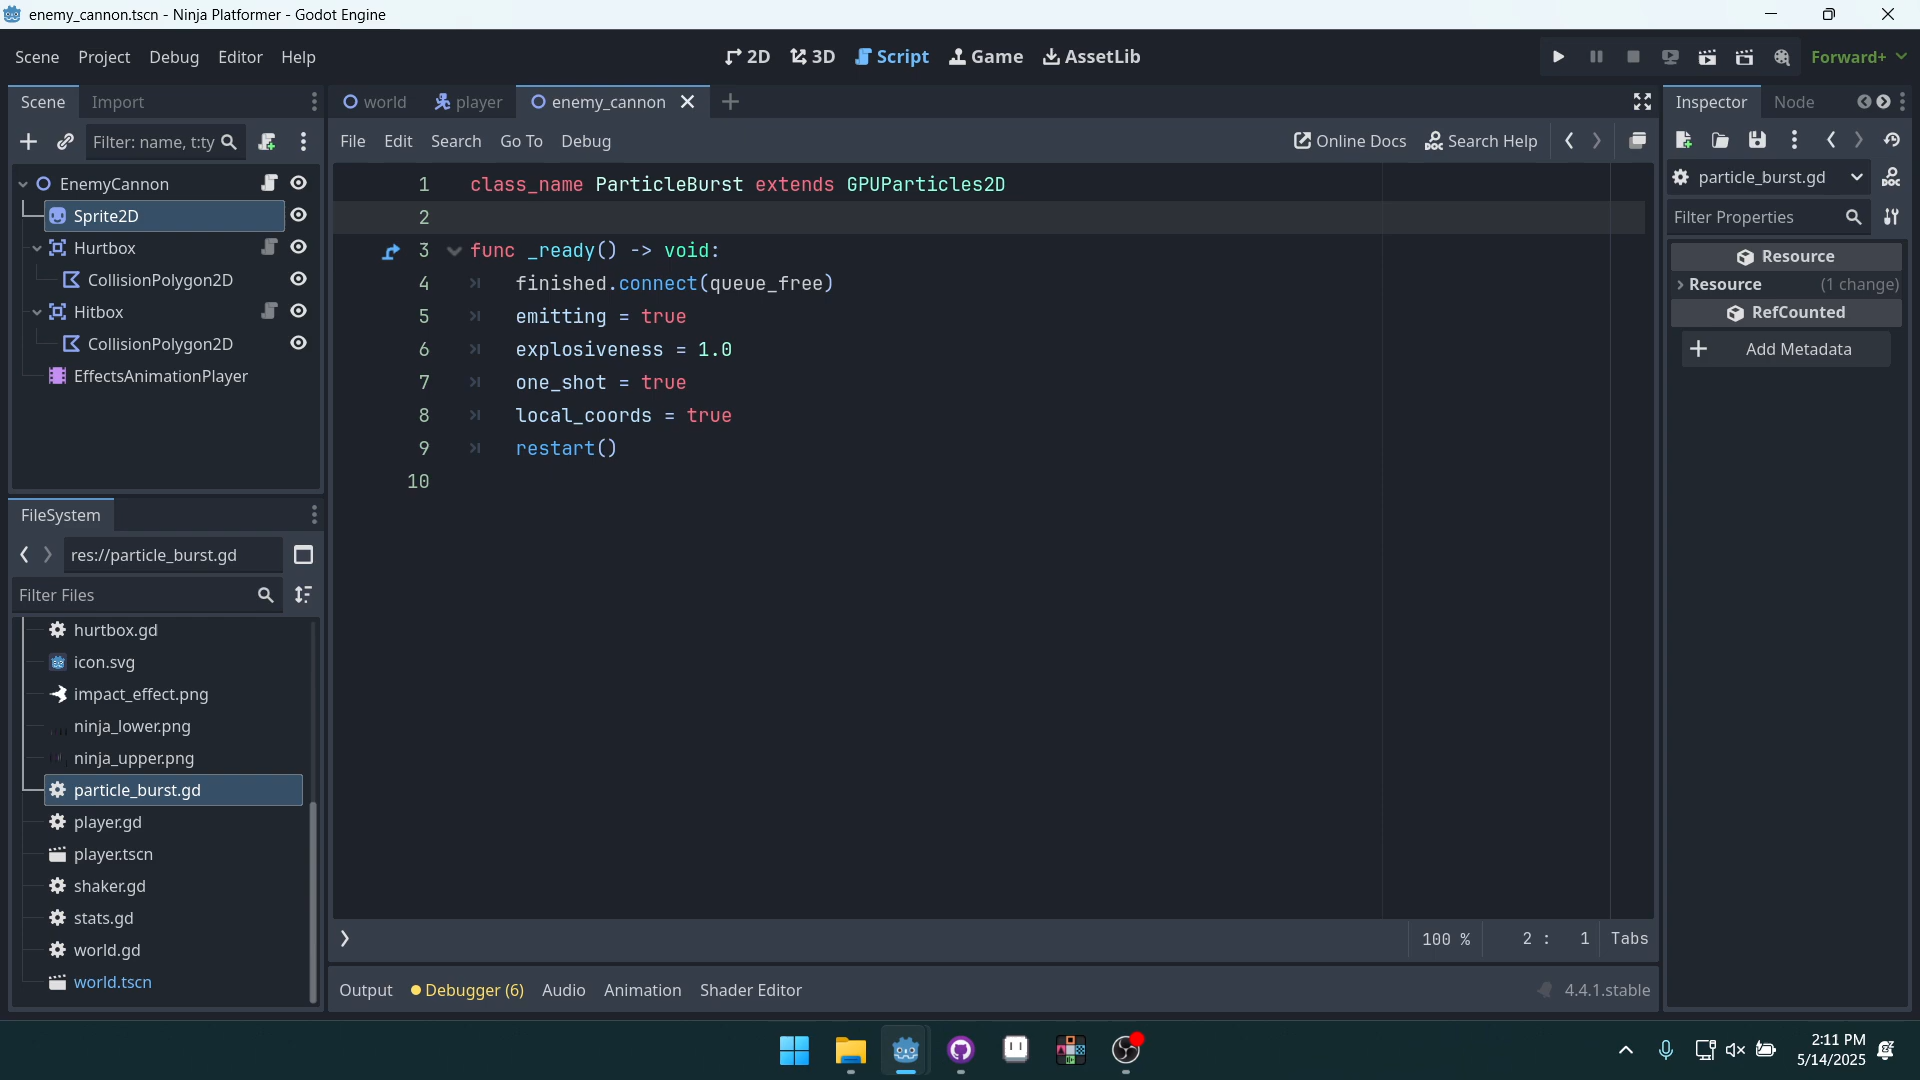 enemy_cannon.tscn - Ninja Platformer - Godot Engine
Scene Project Debug Editor Help
2D 3D Script Game AssetLib
Forward+
Scene Import
world player enemy_cannon
Inspector Node
Filter: name, t:ty
File Edit Search Go To Debug
Online Docs Search Help
EnemyCannon
Sprite2D
Hurtbox
CollisionPolygon2D
Hitbox
CollisionPolygon2D
EffectsAnimationPlayer
1 class_name ParticleBurst extends GPUParticles2D
2
3 func _ready() -> void:
4 finished.connect(queue_free)
5 emitting = true
6 explosiveness = 1.0
7 one_shot = true
8 local_coords = true
9 restart()
10
particle_burst.gd
Filter Properties
Resource
Resource (1 change)
RefCounted
Add Metadata
FileSystem
res://particle_burst.gd
Filter Files
hurtbox.gd
icon.svg
impact_effect.png
ninja_lower.png
ninja_upper.png
particle_burst.gd
player.gd
player.tscn
shaker.gd
stats.gd
world.gd
world.tscn
100 % 2 : 1 Tabs
Output Debugger (6) Audio Animation Shader Editor
4.4.1.stable
2:11 PM
5/14/2025